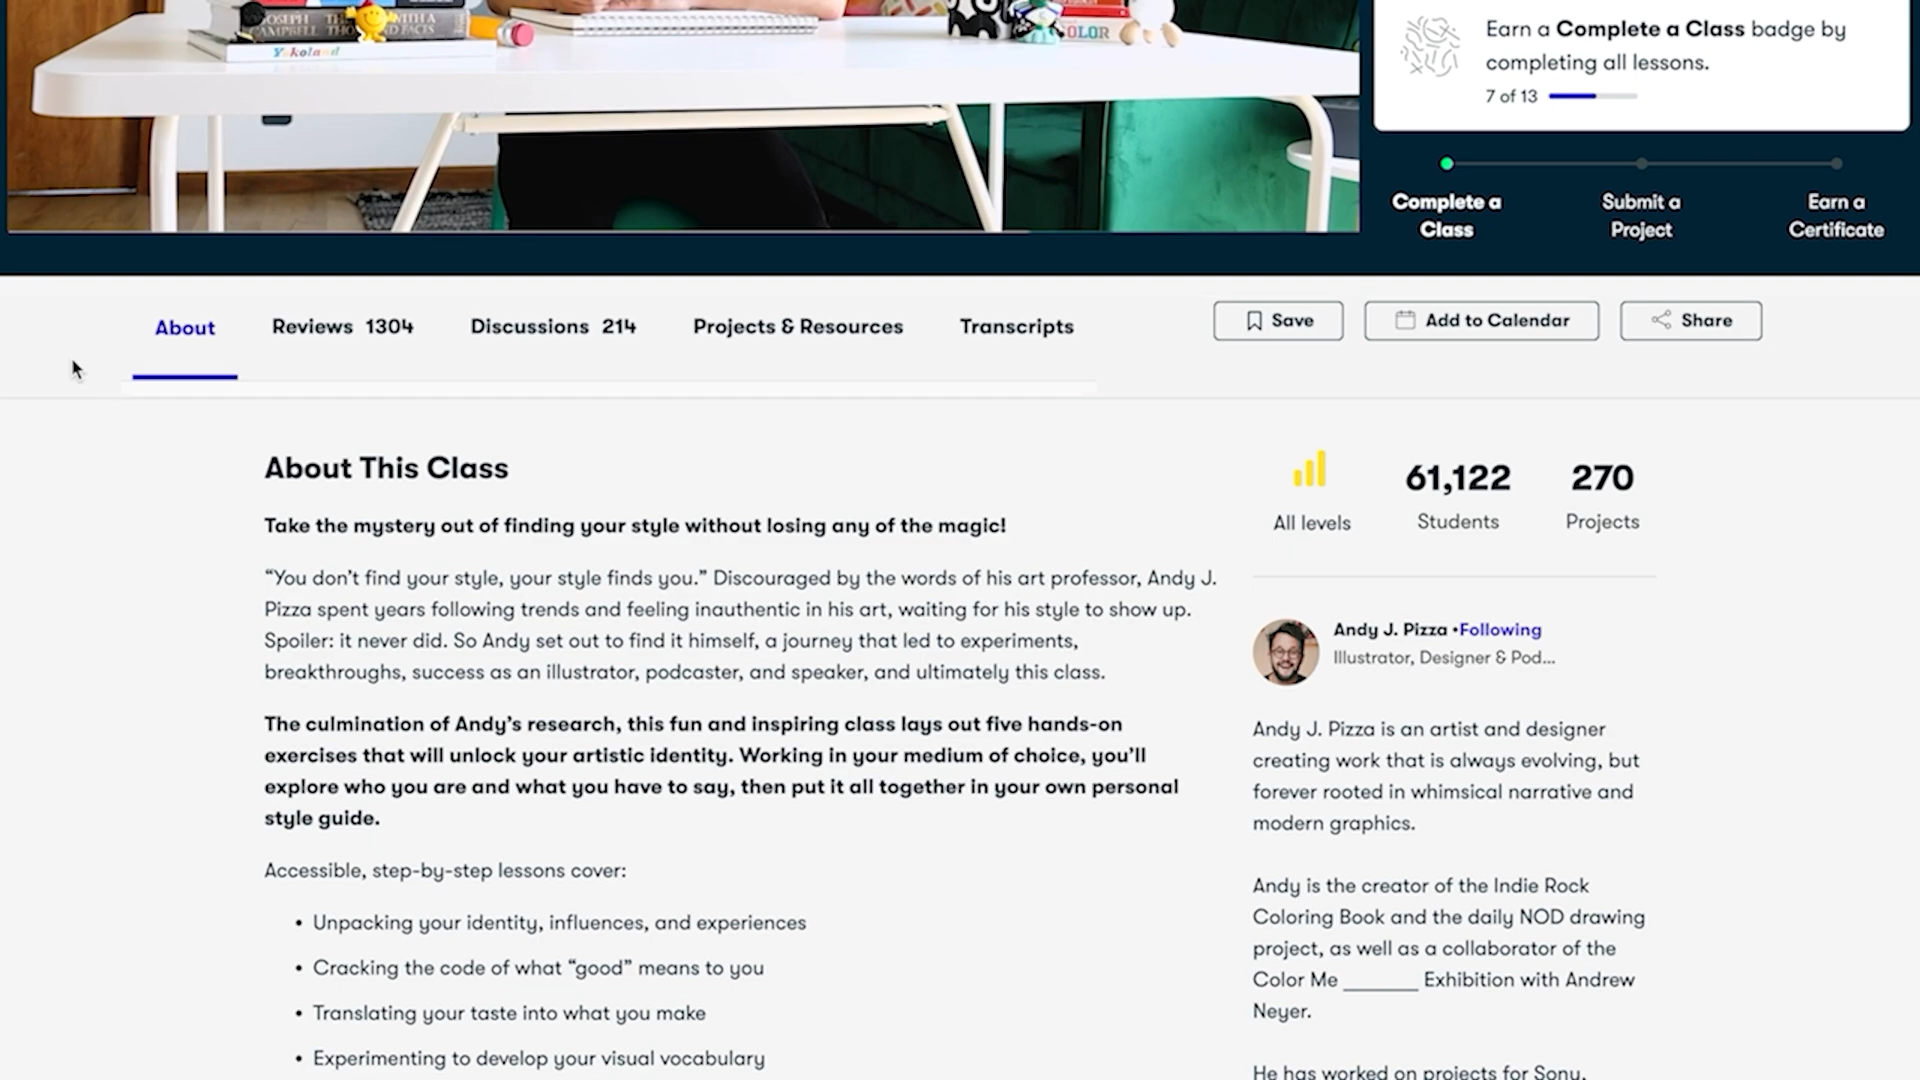 JOSEPH
CAMPBELL
THE
WITH A
AND FACES
Yokoland
COLOR
Earn a Complete a Class badge by
completing all lessons.
7 of 13
Complete a
Class
Submit a
Project
Earn a
Certificate
About
Reviews 1304
Discussions 214
Projects & Resources
Transcripts
Save
Add to Calendar
Share
About This Class
Take the mystery out of finding your style without losing any of the magic!
“You don’t find your style, your style finds you.” Discouraged by the words of his art professor, Andy J.
Pizza spent years following trends and feeling inauthentic in his art, waiting for his style to show up.
Spoiler: it never did. So Andy set out to find it himself, a journey that led to experiments,
breakthroughs, success as an illustrator, podcaster, and speaker, and ultimately this class.
The culmination of Andy’s research, this fun and inspiring class lays out five hands-on
exercises that will unlock your artistic identity. Working in your medium of choice, you’ll
explore who you are and what you have to say, then put it all together in your own personal
style guide.
Accessible, step-by-step lessons cover:
• Unpacking your identity, influences, and experiences
• Cracking the code of what “good” means to you
• Translating your taste into what you make
• Experimenting to develop your visual vocabulary
All levels
61,122
Students
270
Projects
Andy J. Pizza •Following
Illustrator, Designer & Pod...
Andy J. Pizza is an artist and designer
creating work that is always evolving, but
forever rooted in whimsical narrative and
modern graphics.
Andy is the creator of the Indie Rock
Coloring Book and the daily NOD drawing
project, as well as a collaborator of the
Color Me _______ Exhibition with Andrew
Neyer.
He has worked on projects for Sony,